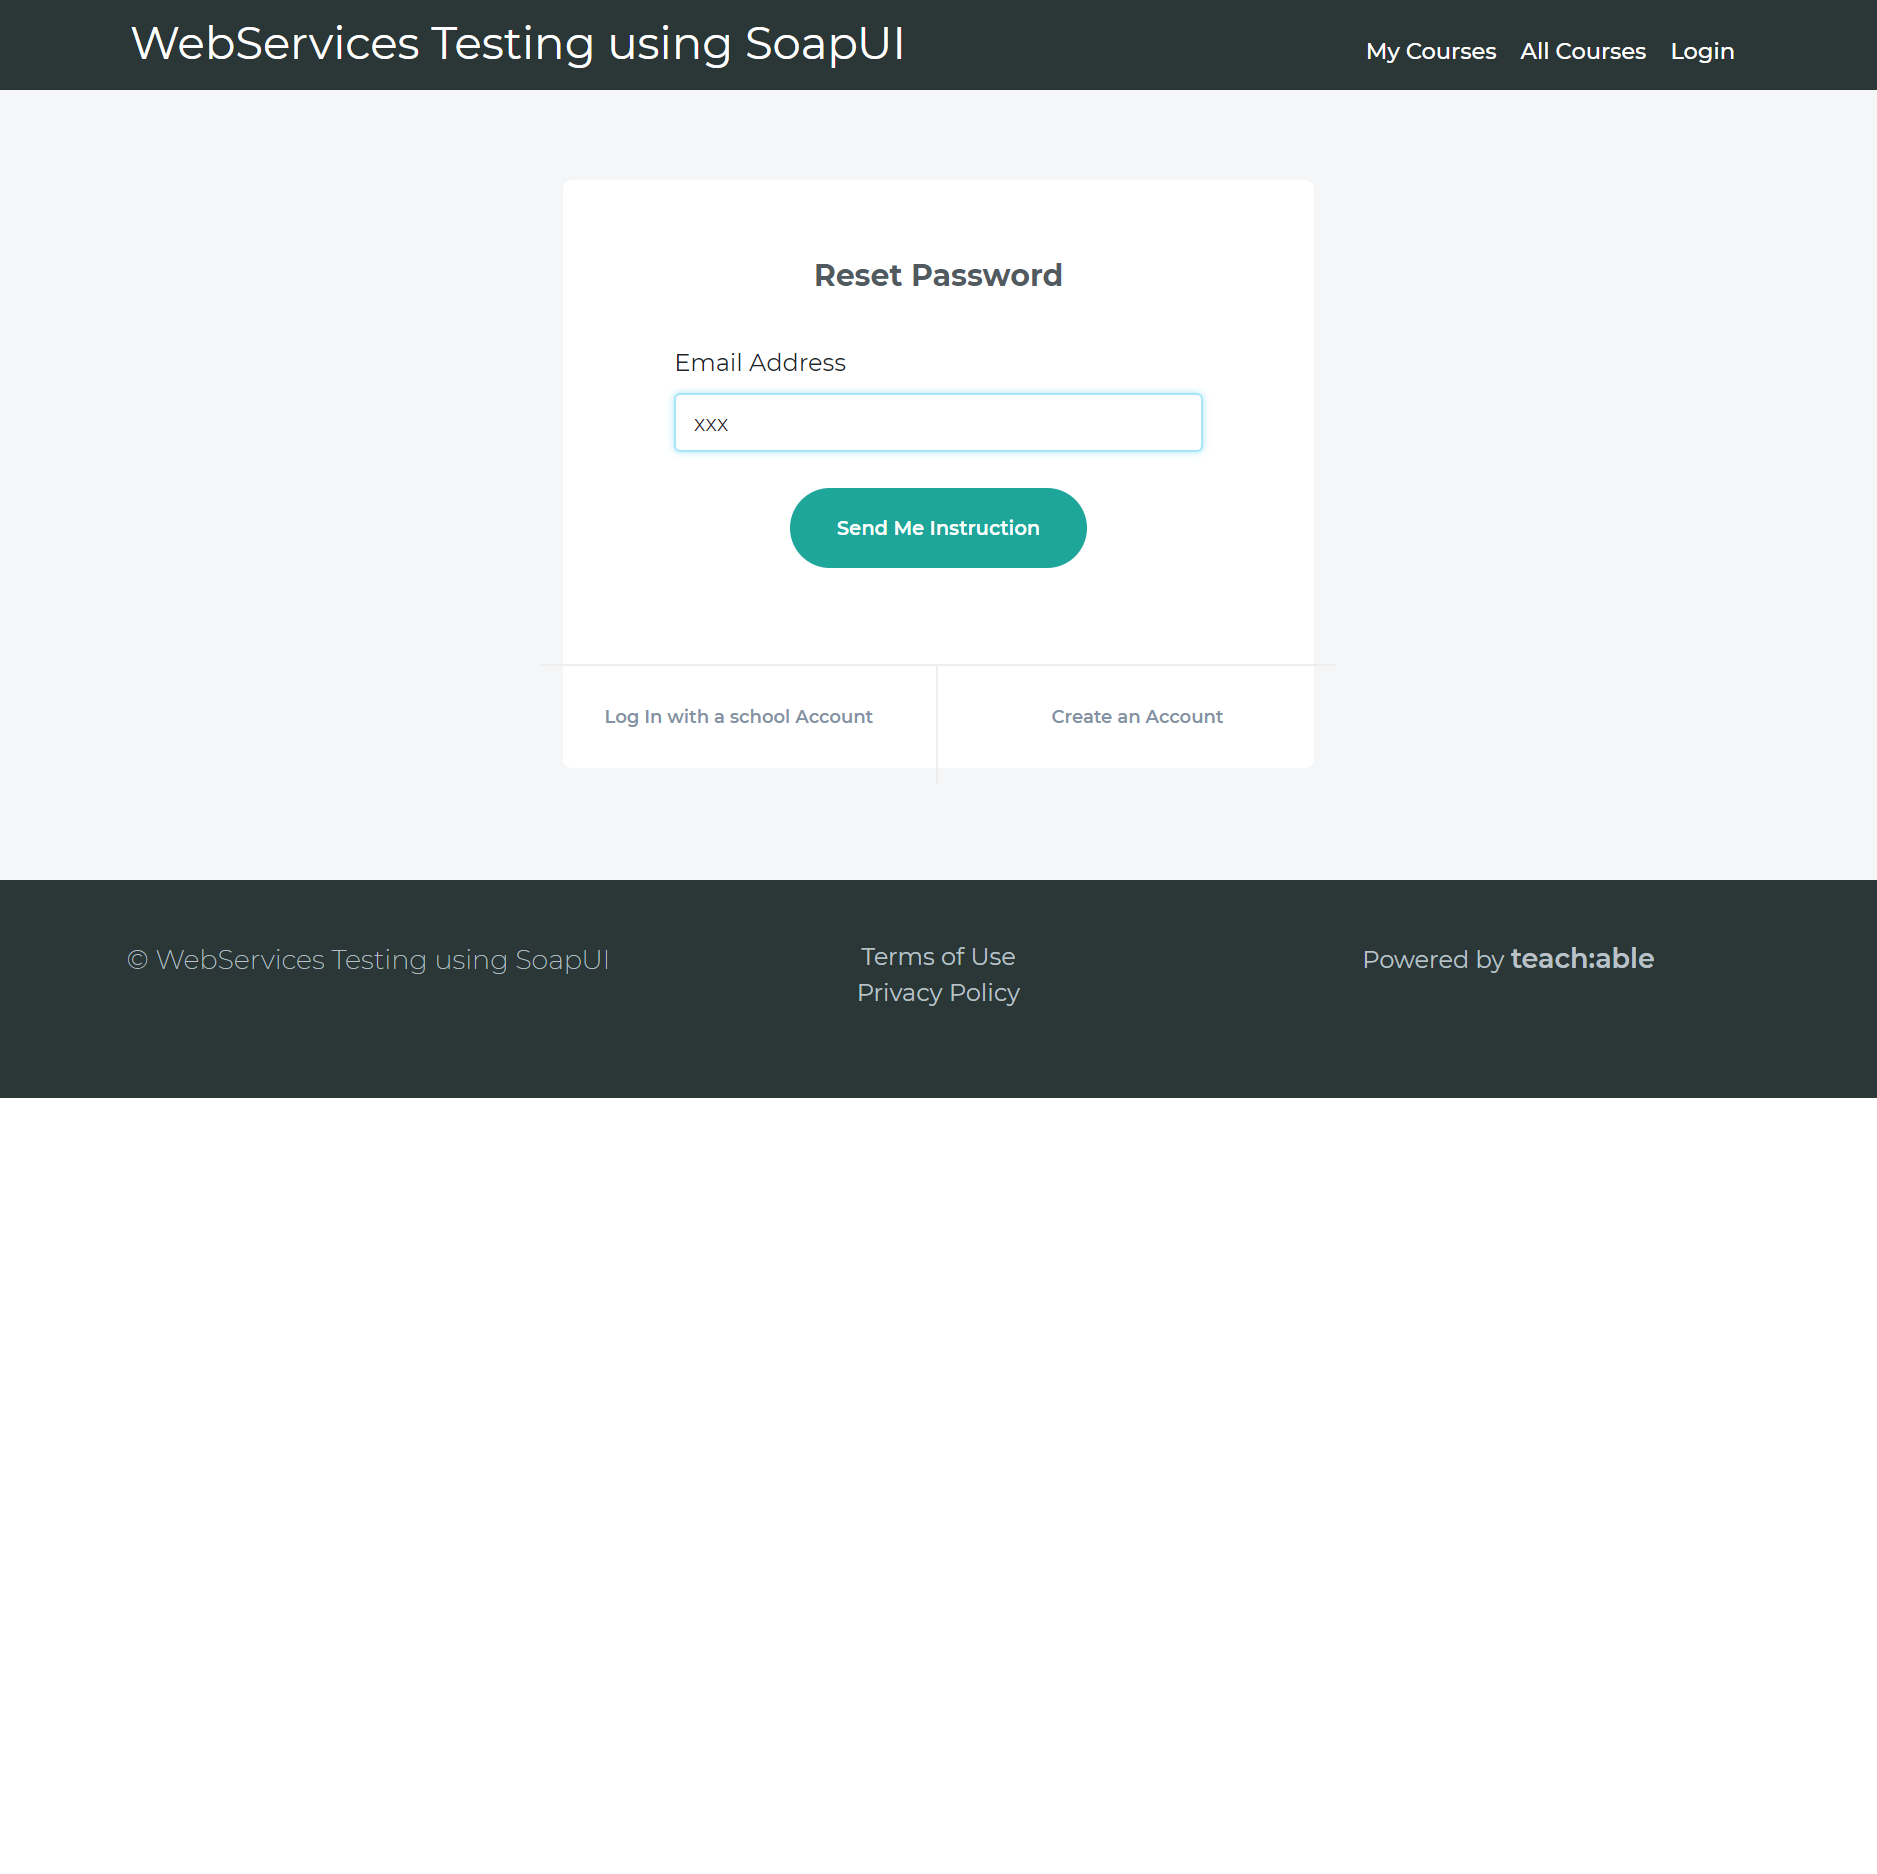 WebServices Testing using SoapUI
My Courses All Courses Login
Reset Password
Email Address
xxx
Send Me Instruction
Log In with a school Account
Create an Account
© WebServices Testing using SoapUI
Terms of Use
Privacy Policy
Powered by teach:able